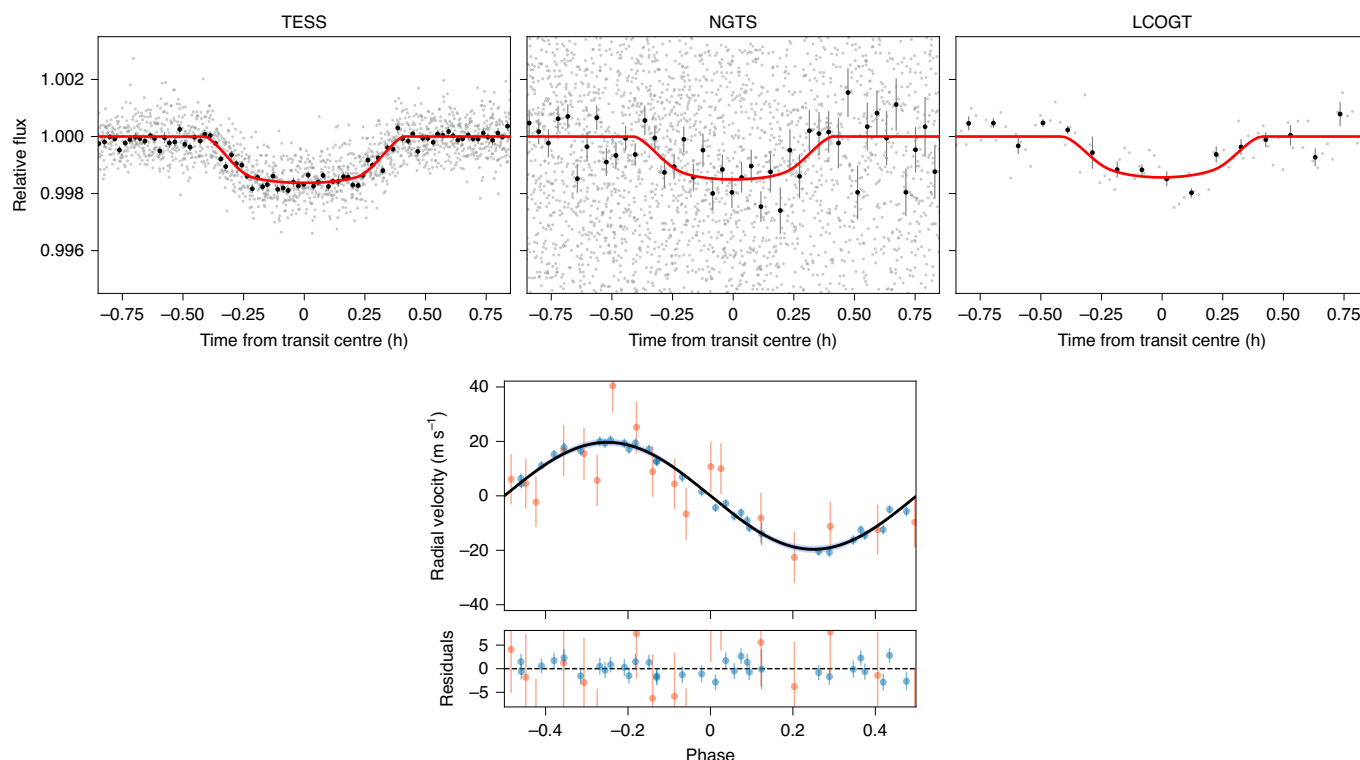 TESS NGTS LCOGT
Relative flux
1.002
1.000
0.998
0.996
–0.75 –0.50 –0.25 0 0.25 0.50 0.75
–0.75 –0.50 –0.25 0 0.25 0.50 0.75
–0.75 –0.50 –0.25 0 0.25 0.50 0.75
Time from transit centre (h) Time from transit centre (h) Time from transit centre (h)
Radial velocity (m s⁻¹)
40
20
0
–20
–40
Residuals
5
0
–5
–0.4 –0.2 0 0.2 0.4
Phase